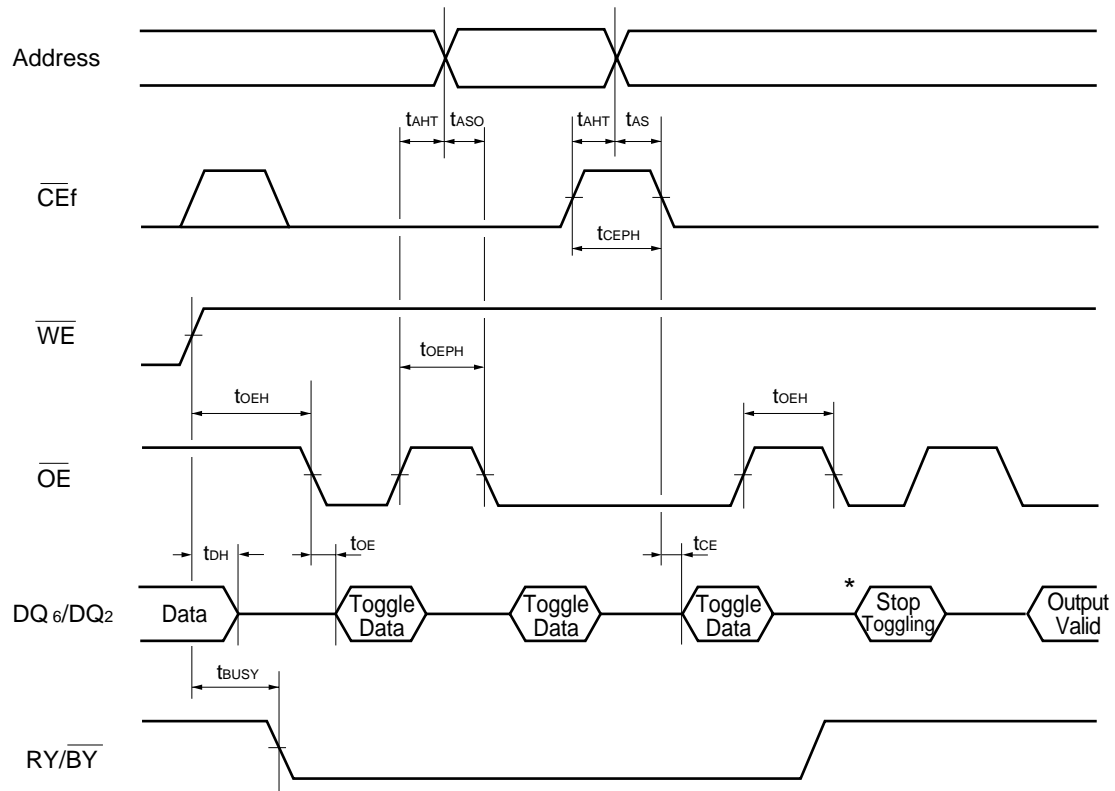 Address
tAHT tASO tAHT tAS
CEf
tCEPH
WE
tOEPH
tOEH tOEH
OE
tDH tOE tCE
*
DQ6/DQ2 Data Toggle Data Toggle Data Toggle Data Stop Toggling Output Valid
tBUSY
RY/BY